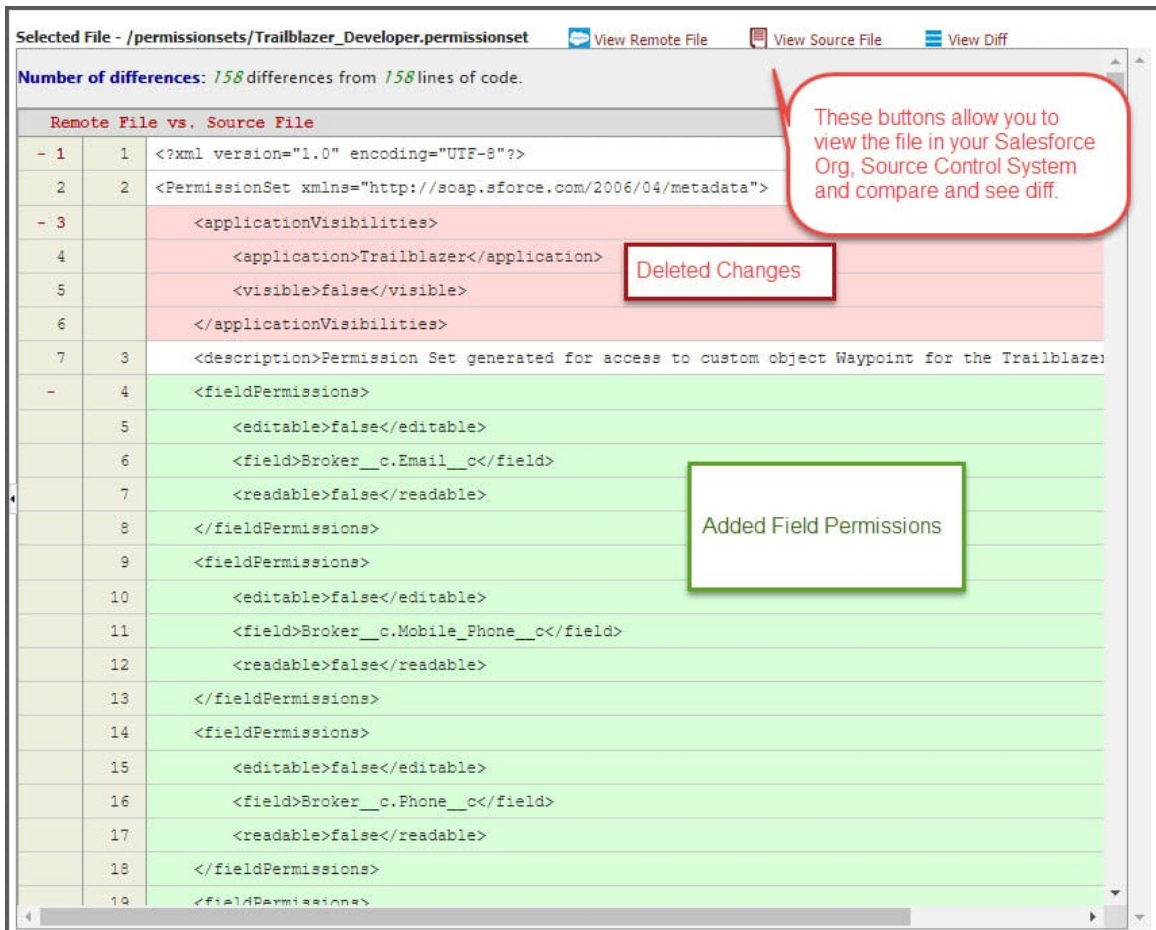 Selected File - /permissionsets/Trailblazer_Developer.permissionset View Remote File View Source File View Diff
Number of differences: 158 differences from 158 lines of code.
Remote File vs. Source File
These buttons allow you to
view the file in your Salesforce
Org, Source Control System
and compare and see diff.
- 1 1 <?xml version="1.0" encoding="UTF-8"?>
2 2 <PermissionSet xmlns="http://soap.sforce.com/2006/04/metadata">
- 3 <applicationVisibilities>
4 <application>Trailblazer</application>
Deleted Changes
5 <visible>false</visible>
6 </applicationVisibilities>
7 3 <description>Permission Set generated for access to custom object Waypoint for the Trailblazer
- 4 <fieldPermissions>
5 <editable>false</editable>
6 <field>Broker__c.Email__c</field>
7 <readable>false</readable>
8 </fieldPermissions>
Added Field Permissions
9 <fieldPermissions>
10 <editable>false</editable>
11 <field>Broker__c.Mobile_Phone__c</field>
12 <readable>false</readable>
13 </fieldPermissions>
14 <fieldPermissions>
15 <editable>false</editable>
16 <field>Broker__c.Phone__c</field>
17 <readable>false</readable>
18 </fieldPermissions>
19 <fieldPermissions>